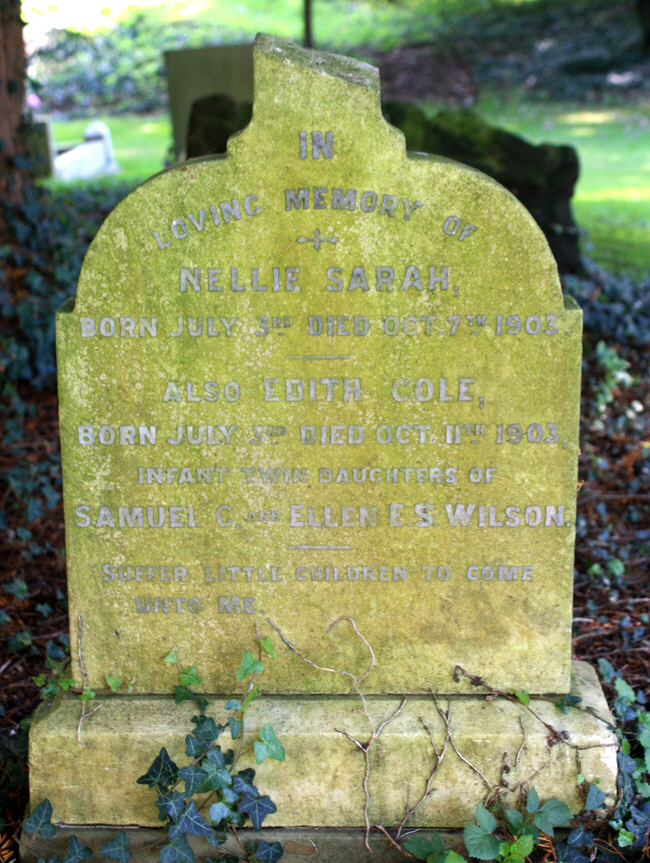 IN
LOVING MEMORY OF
NELLIE SARAH,
BORN JULY 3RD DIED OCT. 7TH 1903.
ALSO EDITH COLE,
BORN JULY 3RD DIED OCT. 11TH 1903,
INFANT TWIN DAUGHTERS OF
SAMUEL C. AND ELLEN E.S. WILSON.
"SUFFER LITTLE CHILDREN TO COME
UNTO ME.